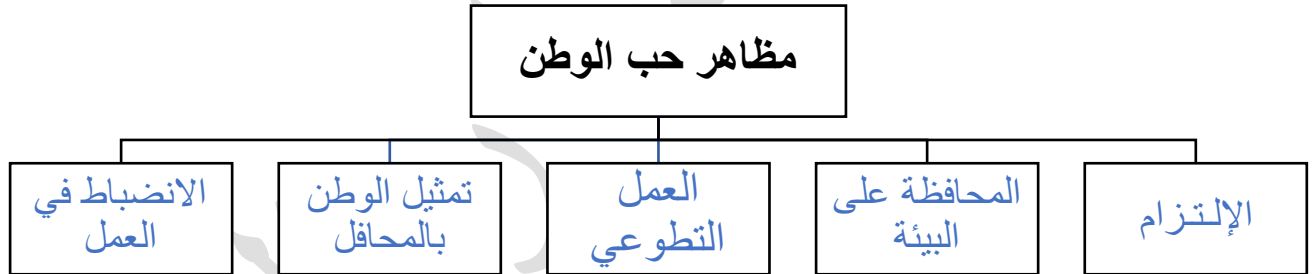 مظاهر حب الوطن
الإلـتـزام
المحافظة على
البيئة
العمل
التطوعي
تمثيل الوطن
بالمحافل
الانضباط في
العمل